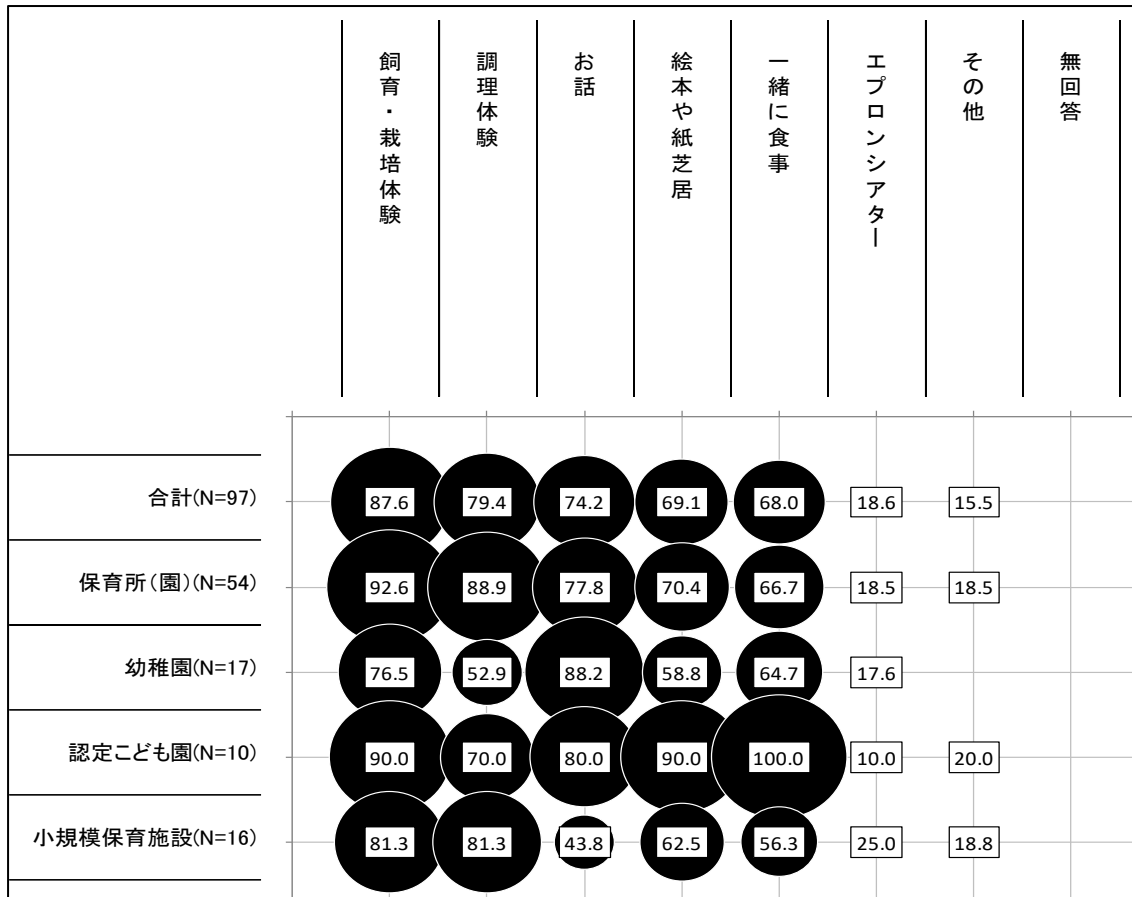 飼育・栽培体験
調理体験
お話
絵本や紙芝居
一緒に食事
エプロンシアター
その他
無回答
合計(N=97)
87.6
79.4
74.2
69.1
68.0
18.6
15.5
保育所(園)(N=54)
92.6
88.9
77.8
70.4
66.7
18.5
18.5
幼稚園(N=17)
76.5
52.9
88.2
58.8
64.7
17.6
認定こども園(N=10)
90.0
70.0
80.0
90.0
100.0
10.0
20.0
小規模保育施設(N=16)
81.3
81.3
43.8
62.5
56.3
25.0
18.8